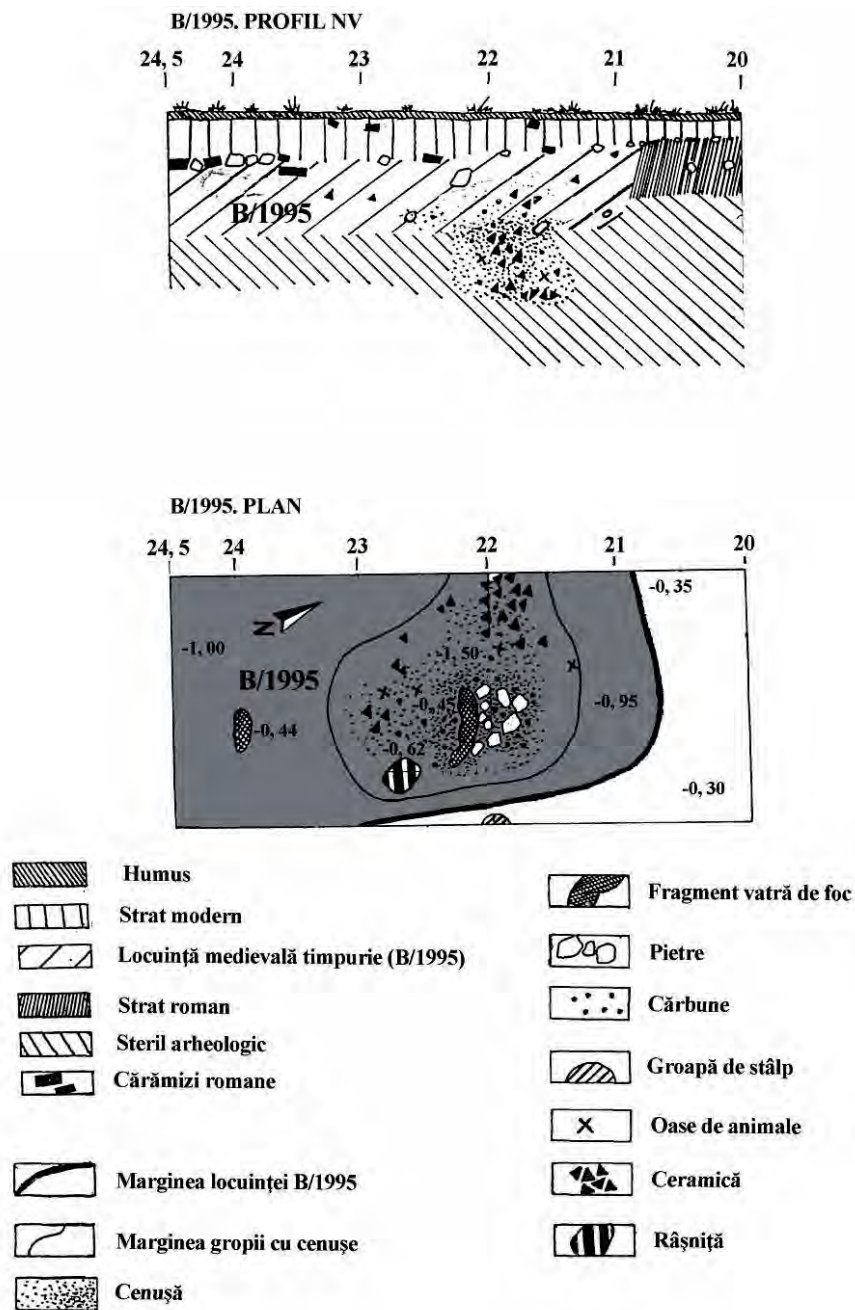 B/1995. PROFIL NV
24, 5 24 23 22 21 20
B/1995
B/1995. PLAN
24, 5 24 23 22 21 20
-0, 35
N
-1, 00
-1, 50
B/1995
-0, 45
-0, 95
-0, 44
-0, 62
-0, 30
Humus
Strat modern
Locuință medievală timpurie (B/1995)
Strat roman
Steril arheologic
Cărămizi romane
Marginea locuinței B/1995
Marginea gropii cu cenușe
Cenușă
Fragment vatră de foc
Pietre
Cărbune
Groapă de stâlp
Oase de animale
Ceramică
Râșniță